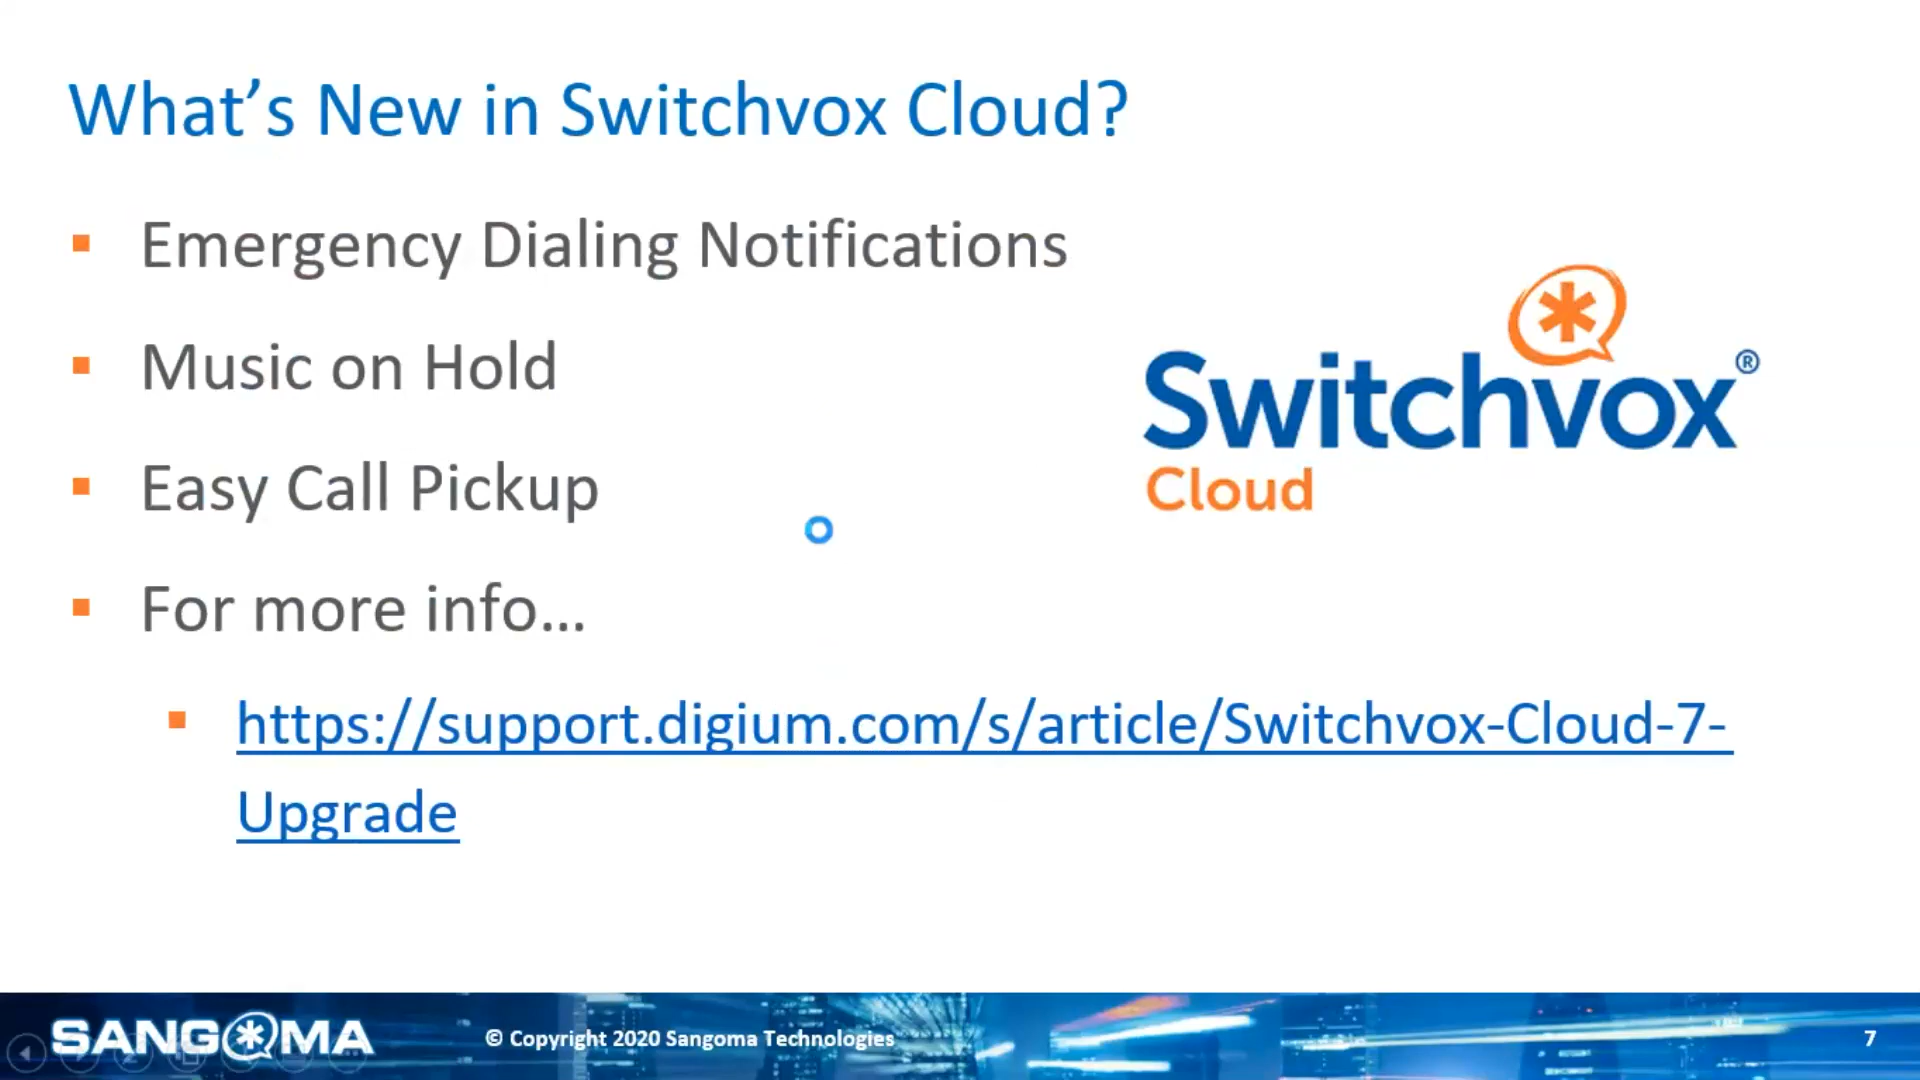 What's New in Switchvox Cloud?
Emergency Dialing Notifications
Music on Hold
Easy Call Pickup
For more info...
https://support.digium.com/s/article/Switchvox-Cloud-7-
Upgrade
Switchvox®
Cloud
SANGOMA
© Copyright 2020 Sangoma Technologies
7